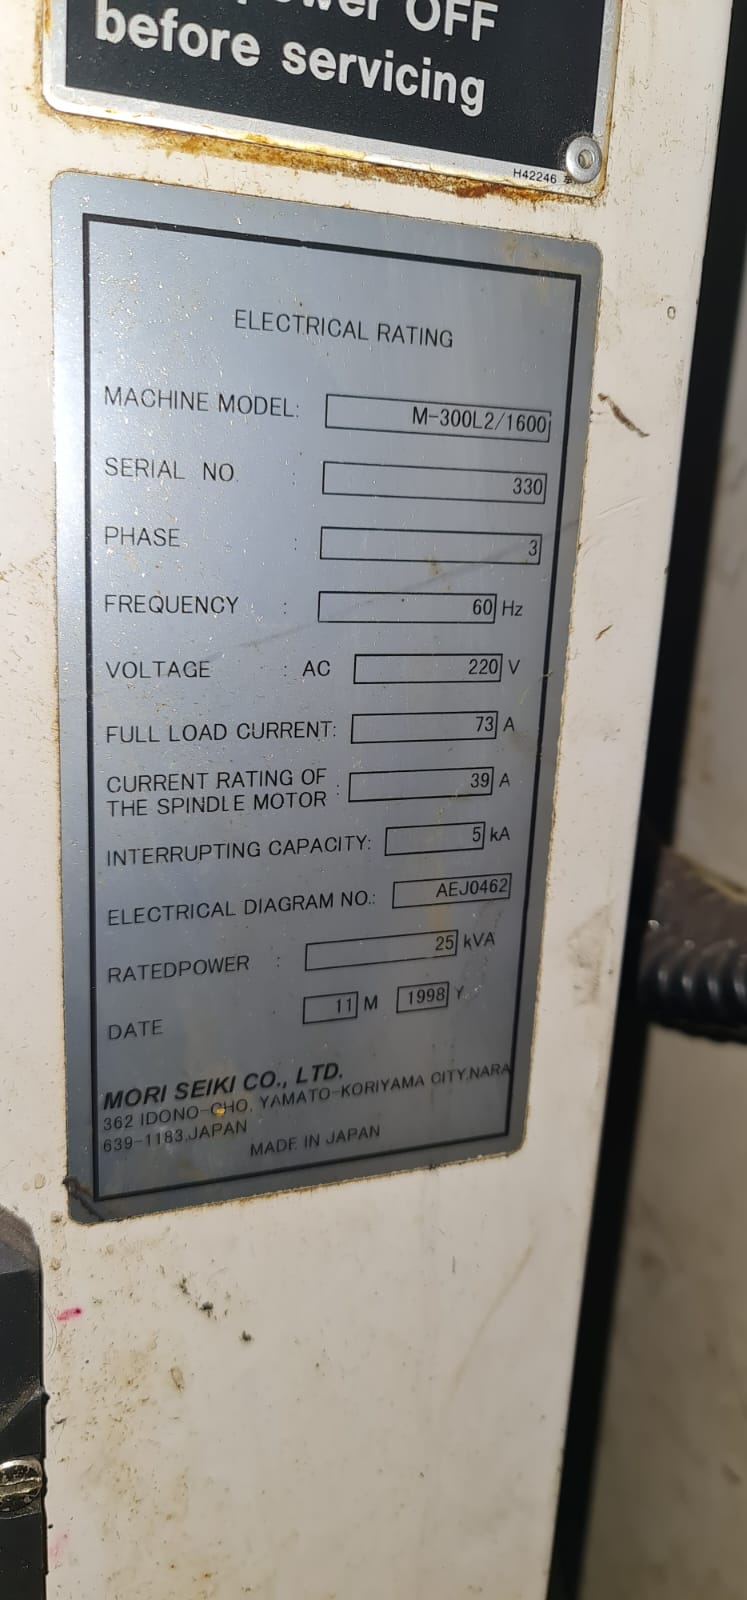 OFF
before servicing
H42246
ELECTRICAL RATING
MACHINE MODEL: M-300L2/1600
SERIAL NO : 330
PHASE : 3
FREQUENCY : 60 Hz
VOLTAGE : AC 220 V
FULL LOAD CURRENT: 73 A
CURRENT RATING OF
THE SPINDLE MOTOR : 39 A
INTERRUPTING CAPACITY: 5 kA
ELECTRICAL DIAGRAM NO.: AEJ0462
RATEDPOWER : 25 kVA
DATE : 11 M 1998 Y
MORI SEIKI CO., LTD.
362 IDONO-CHO, YAMATO-KORIYAMA CITY,NARA
639-1183,JAPAN
MADE IN JAPAN